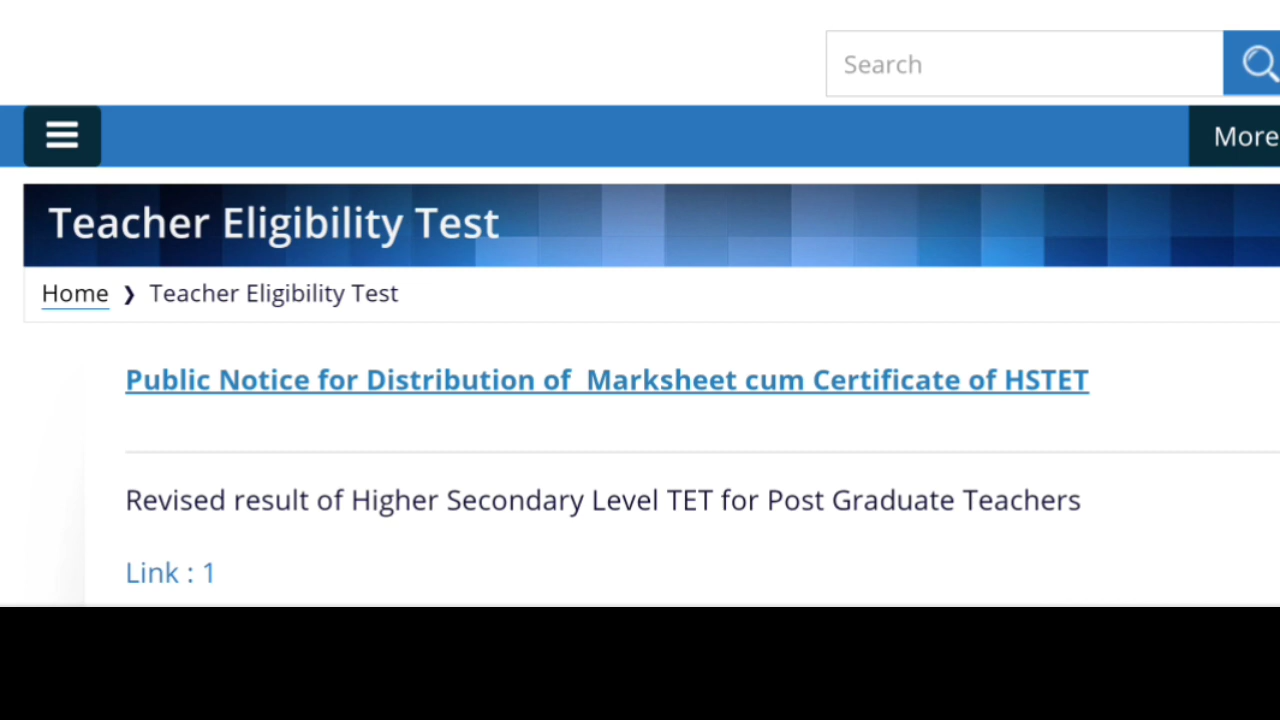 Search
More
Teacher Eligibility Test
Home ❯ Teacher Eligibility Test
Public Notice for Distribution of  Marksheet cum Certificate of HSTET
Revised result of Higher Secondary Level TET for Post Graduate Teachers
Link : 1